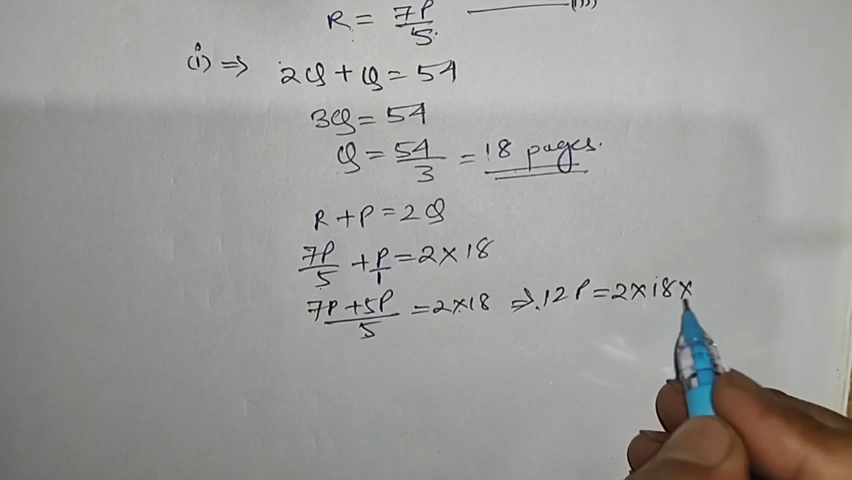 R = 7P/5 ——— (iii)
(i) ⇒ 2Q + Q = 54
3Q = 54
Q = 54/3 = 18 pages.
R + P = 2Q
7P/5 + P/1 = 2 × 18
7P + 5P/5 = 2 × 18 ⇒ 12P = 2 × 18 ×